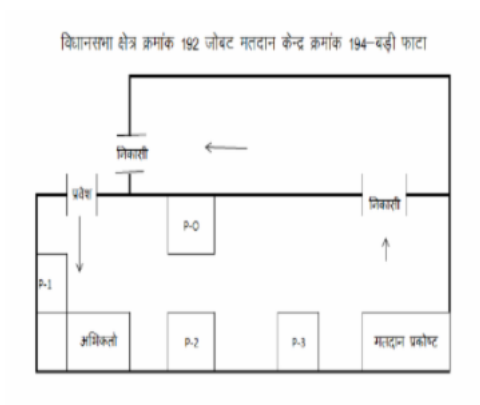 विधानसभा क्षेत्र क्रमांक 192 जोबट मतदान केन्द्र क्रमांक 194-बड़ी फाटा
निकासी
प्रवेश
निकासी
P-O
P-1
अभिकर्ता
P-2
P-3
मतदान प्रकोष्ट